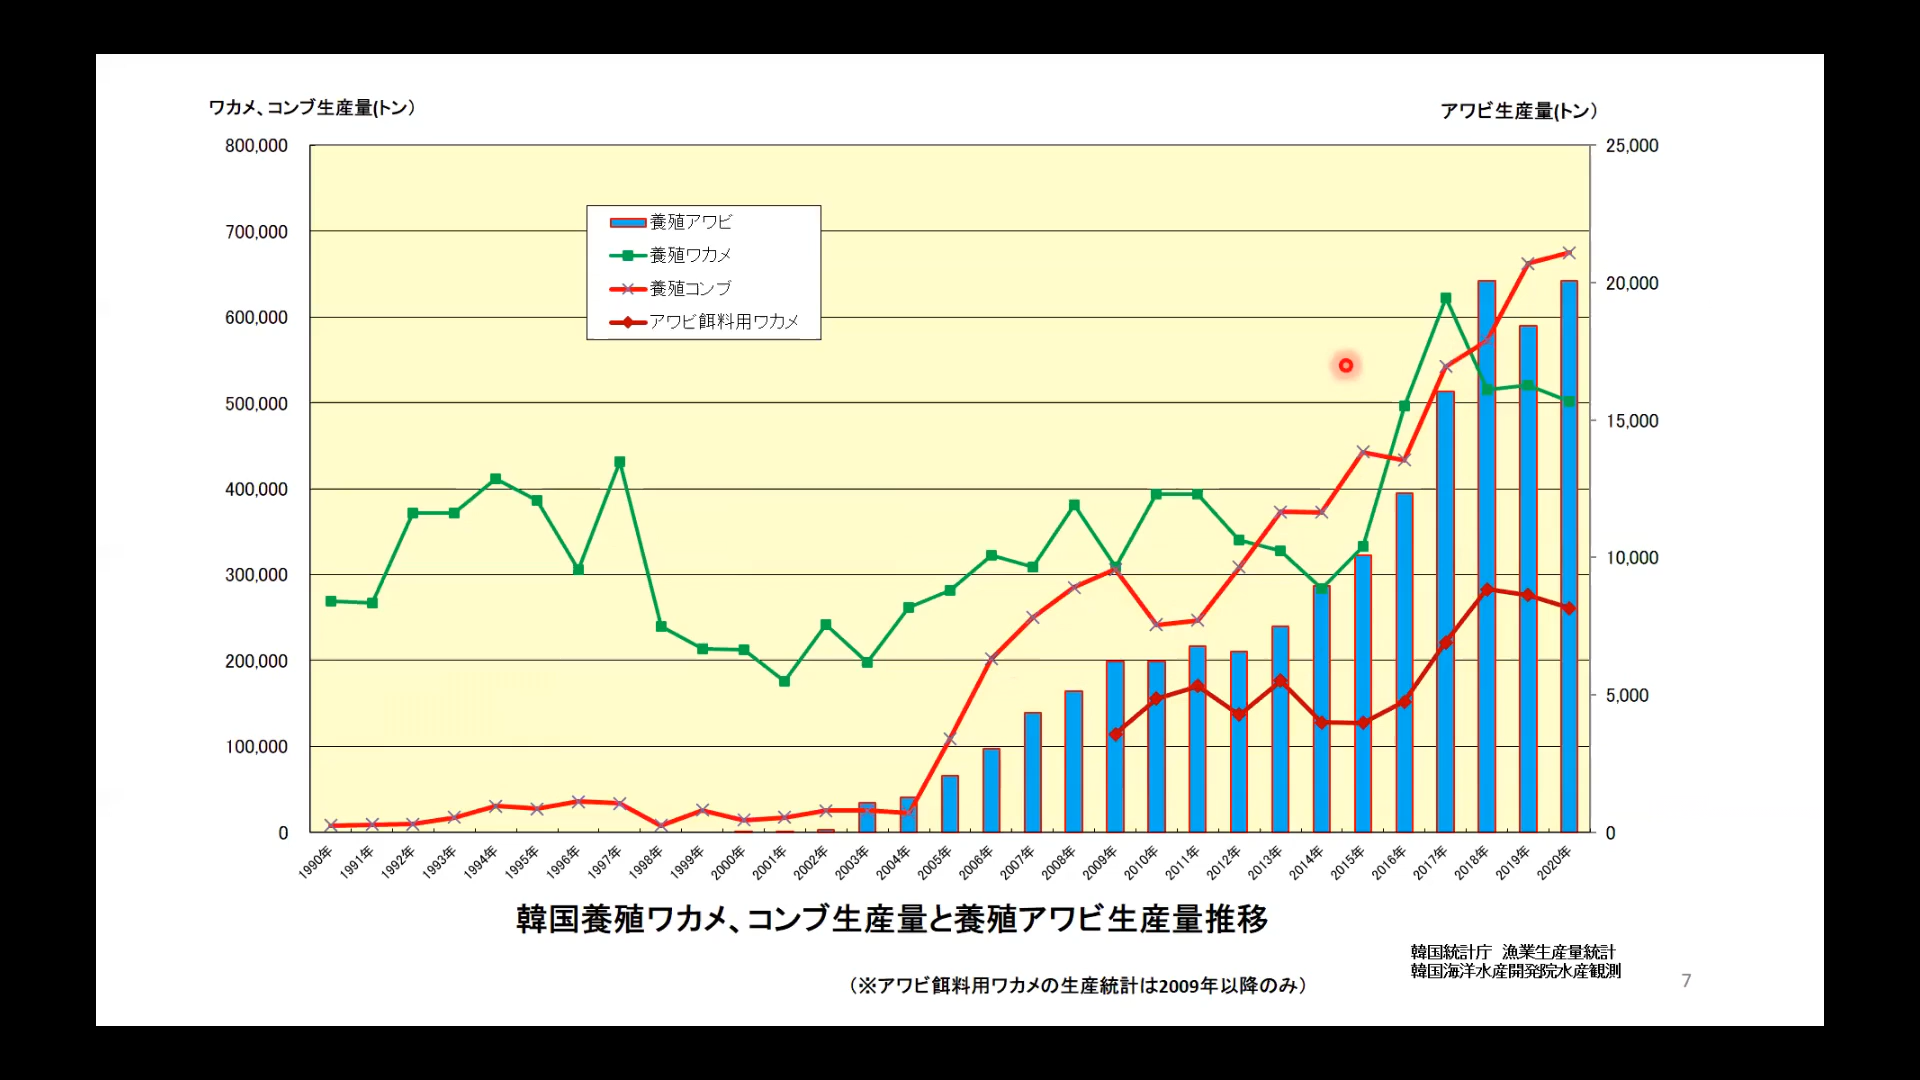 ワカメ、コンブ生産量(トン)
アワビ生産量(トン)
800,000
700,000
600,000
500,000
400,000
300,000
200,000
100,000
0
25,000
20,000
15,000
10,000
5,000
0
養殖アワビ
養殖ワカメ
養殖コンブ
アワビ餌料用ワカメ
1990年 1991年 1992年 1993年 1994年 1995年 1996年 1997年 1998年 1999年 2000年 2001年 2002年 2003年 2004年 2005年 2006年 2007年 2008年 2009年 2010年 2011年 2012年 2013年 2014年 2015年 2016年 2017年 2018年 2019年 2020年
韓国養殖ワカメ、コンブ生産量と養殖アワビ生産量推移
韓国統計庁 漁業生産量統計
韓国海洋水産開発院水産観測
(※アワビ餌料用ワカメの生産統計は2009年以降のみ)
7